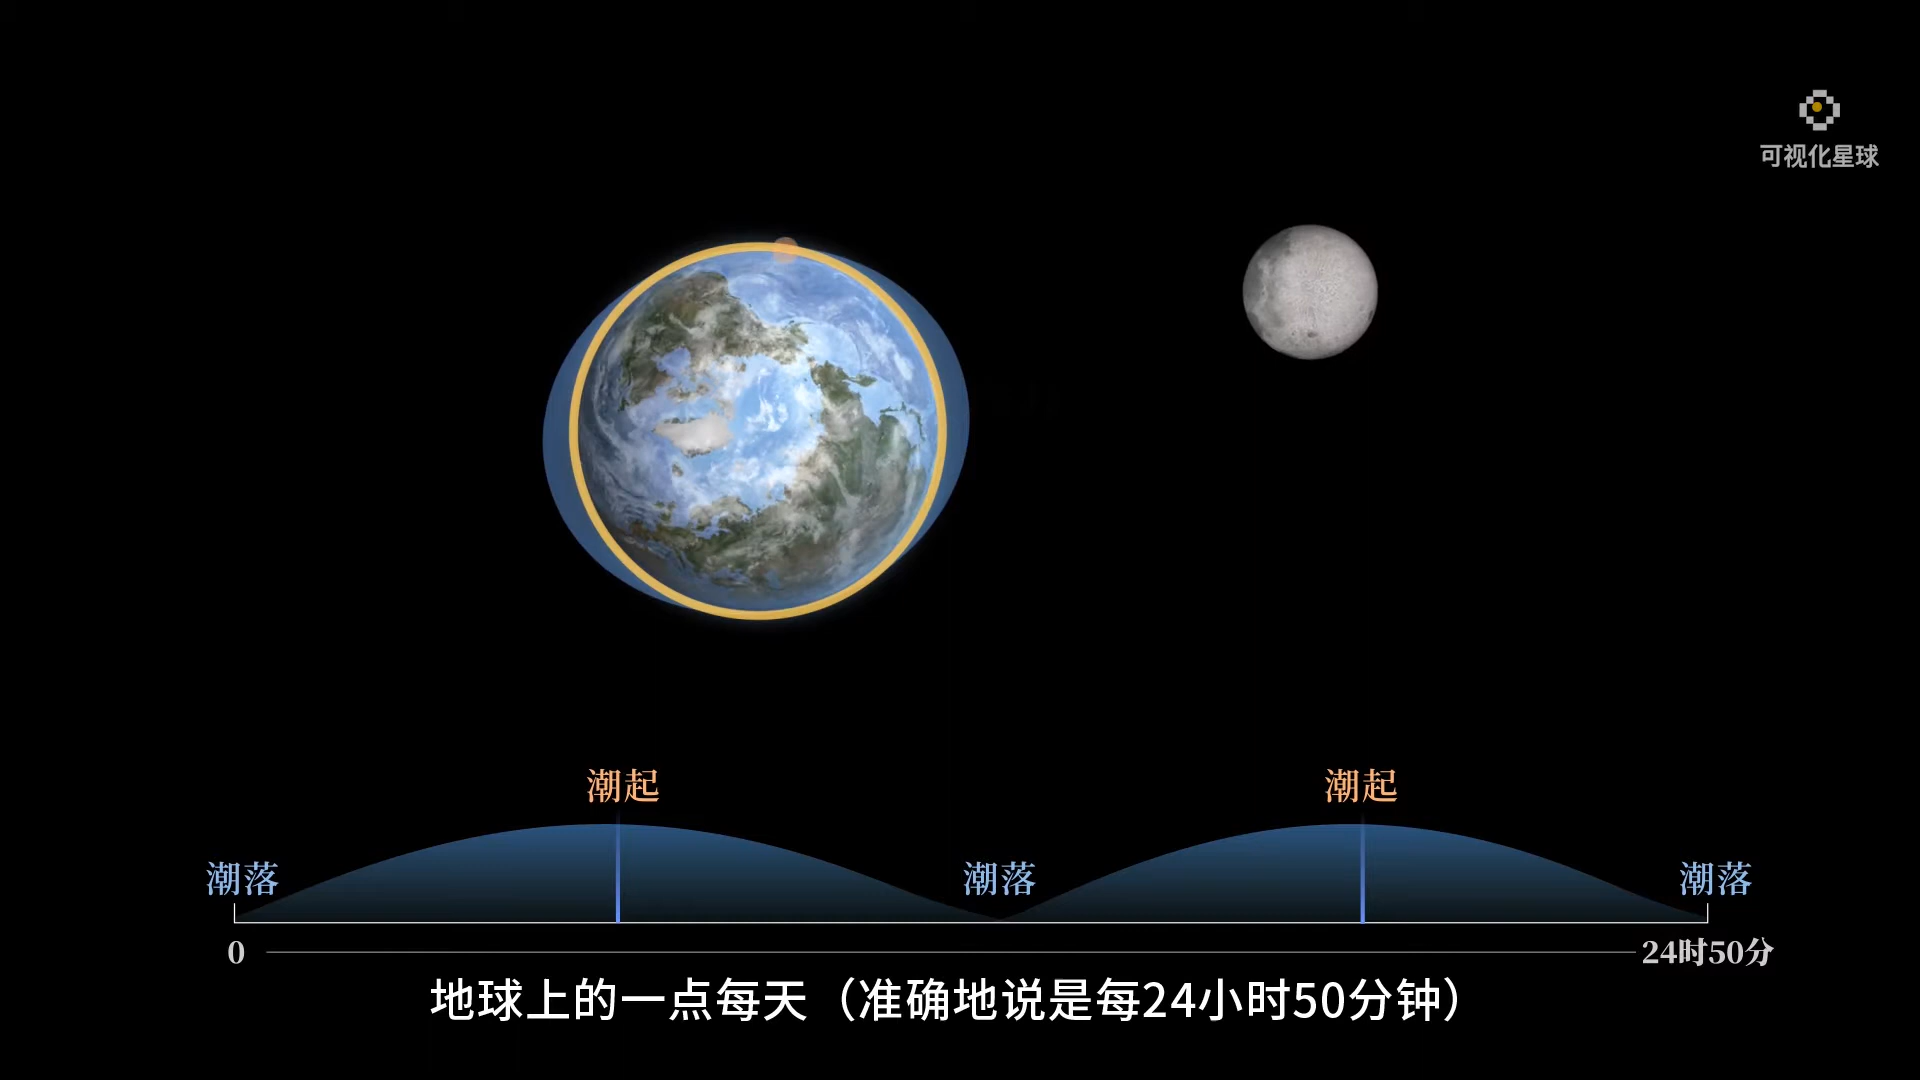 可视化星球
潮起
潮起
潮落
潮落
潮落
0
24时50分
地球上的一点每天（准确地说是每24小时50分钟）